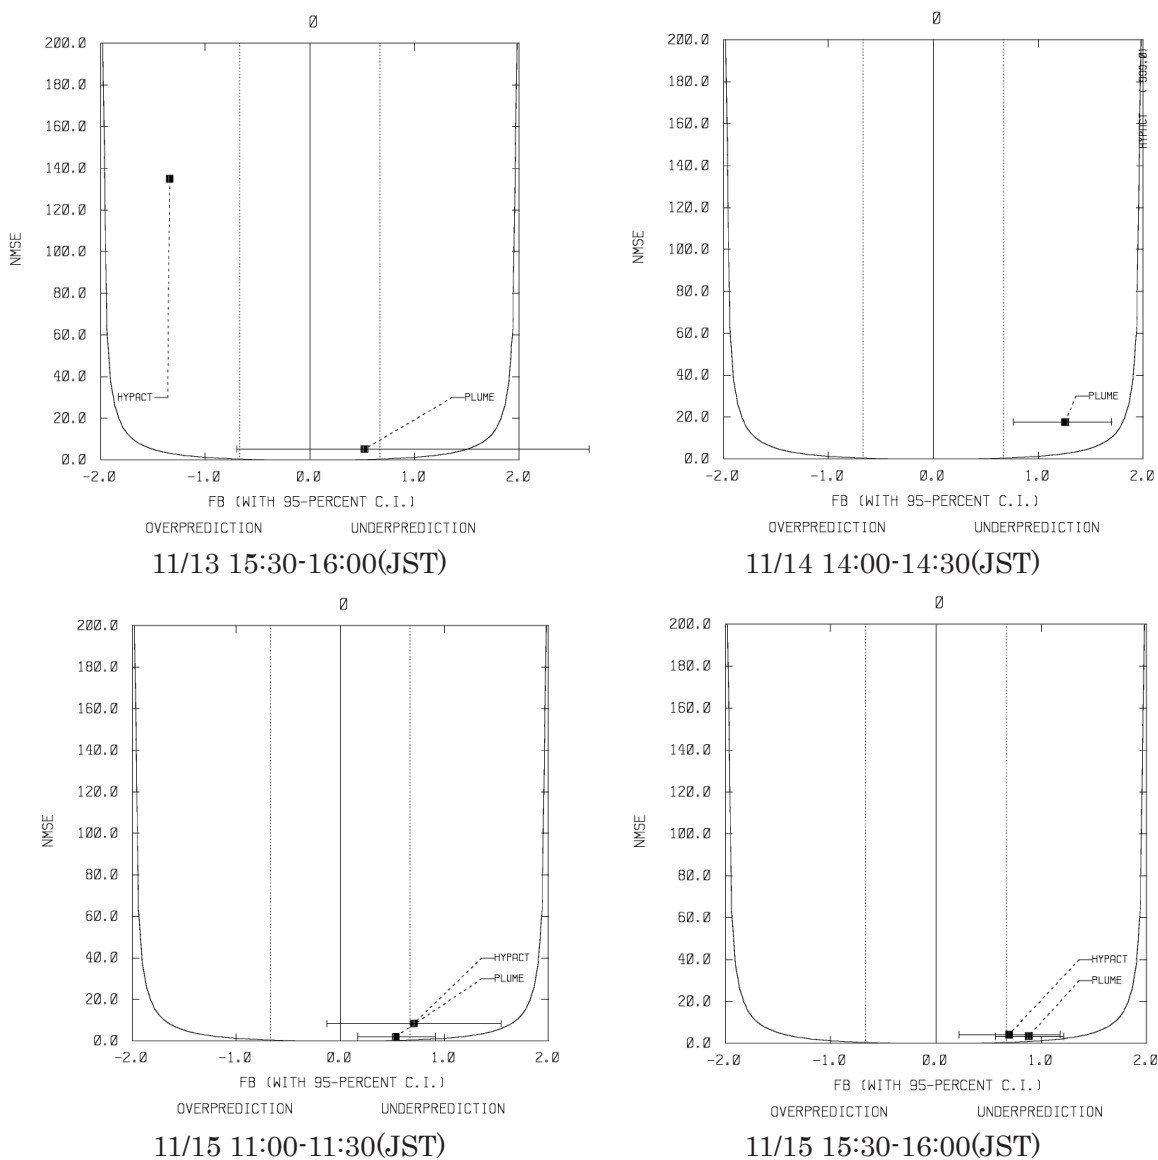 0
200.0
180.0
160.0
140.0
120.0
100.0
80.0
60.0
40.0
20.0
0.0
NMSE
HYPACT
PLUME
-2.0 -1.0 0.0 1.0 2.0
FB (WITH 95-PERCENT C.I.)
OVERPREDICTION UNDERPREDICTION
11/13 15:30-16:00(JST)
0
200.0
180.0
160.0
140.0
120.0
100.0
80.0
60.0
40.0
20.0
0.0
NMSE
HYPACT
PLUME
-2.0 -1.0 0.0 1.0 2.0
FB (WITH 95-PERCENT C.I.)
OVERPREDICTION UNDERPREDICTION
11/14 14:00-14:30(JST)
0
200.0
180.0
160.0
140.0
120.0
100.0
80.0
60.0
40.0
20.0
0.0
NMSE
HYPACT
PLUME
-2.0 -1.0 0.0 1.0 2.0
FB (WITH 95-PERCENT C.I.)
OVERPREDICTION UNDERPREDICTION
11/15 11:00-11:30(JST)
0
200.0
180.0
160.0
140.0
120.0
100.0
80.0
60.0
40.0
20.0
0.0
NMSE
HYPACT
PLUME
-2.0 -1.0 0.0 1.0 2.0
FB (WITH 95-PERCENT C.I.)
OVERPREDICTION UNDERPREDICTION
11/15 15:30-16:00(JST)